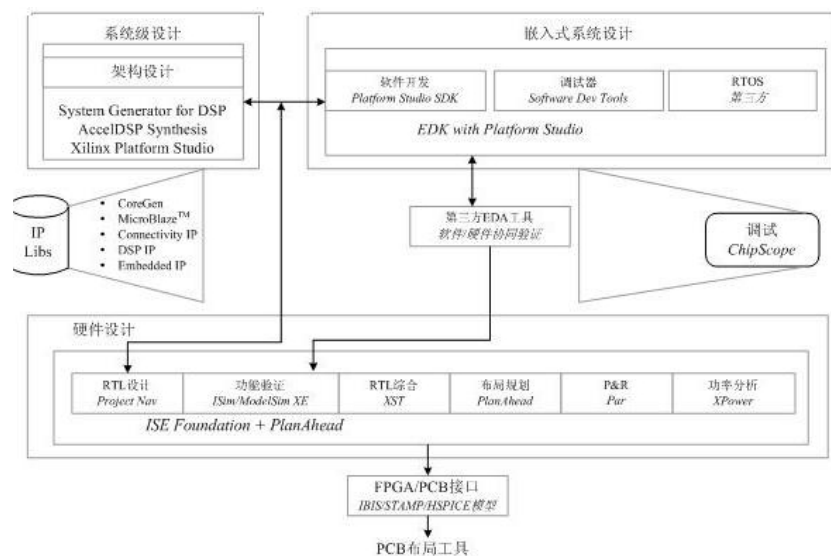 系统级设计
架构设计
System Generator for DSP
AccelDSP Synthesis
Xilinx Platform Studio
嵌入式系统设计
软件开发
Platform Studio SDK
调试器
Software Dev Tools
RTOS
第三方
EDK with Platform Studio
IP
Libs
• CoreGen
• MicroBlaze™
• Connectivity IP
• DSP IP
• Embedded IP
第三方EDA工具
软件/硬件协同验证
调试
ChipScope
硬件设计
RTL设计
Project Nav
功能验证
ISim/ModelSim XE
RTL综合
XST
布局规划
PlanAhead
P&R
Par
功率分析
XPower
ISE Foundation + PlanAhead
FPGA/PCB接口
IBIS/STAMP/HSPICE模型
PCB布局工具